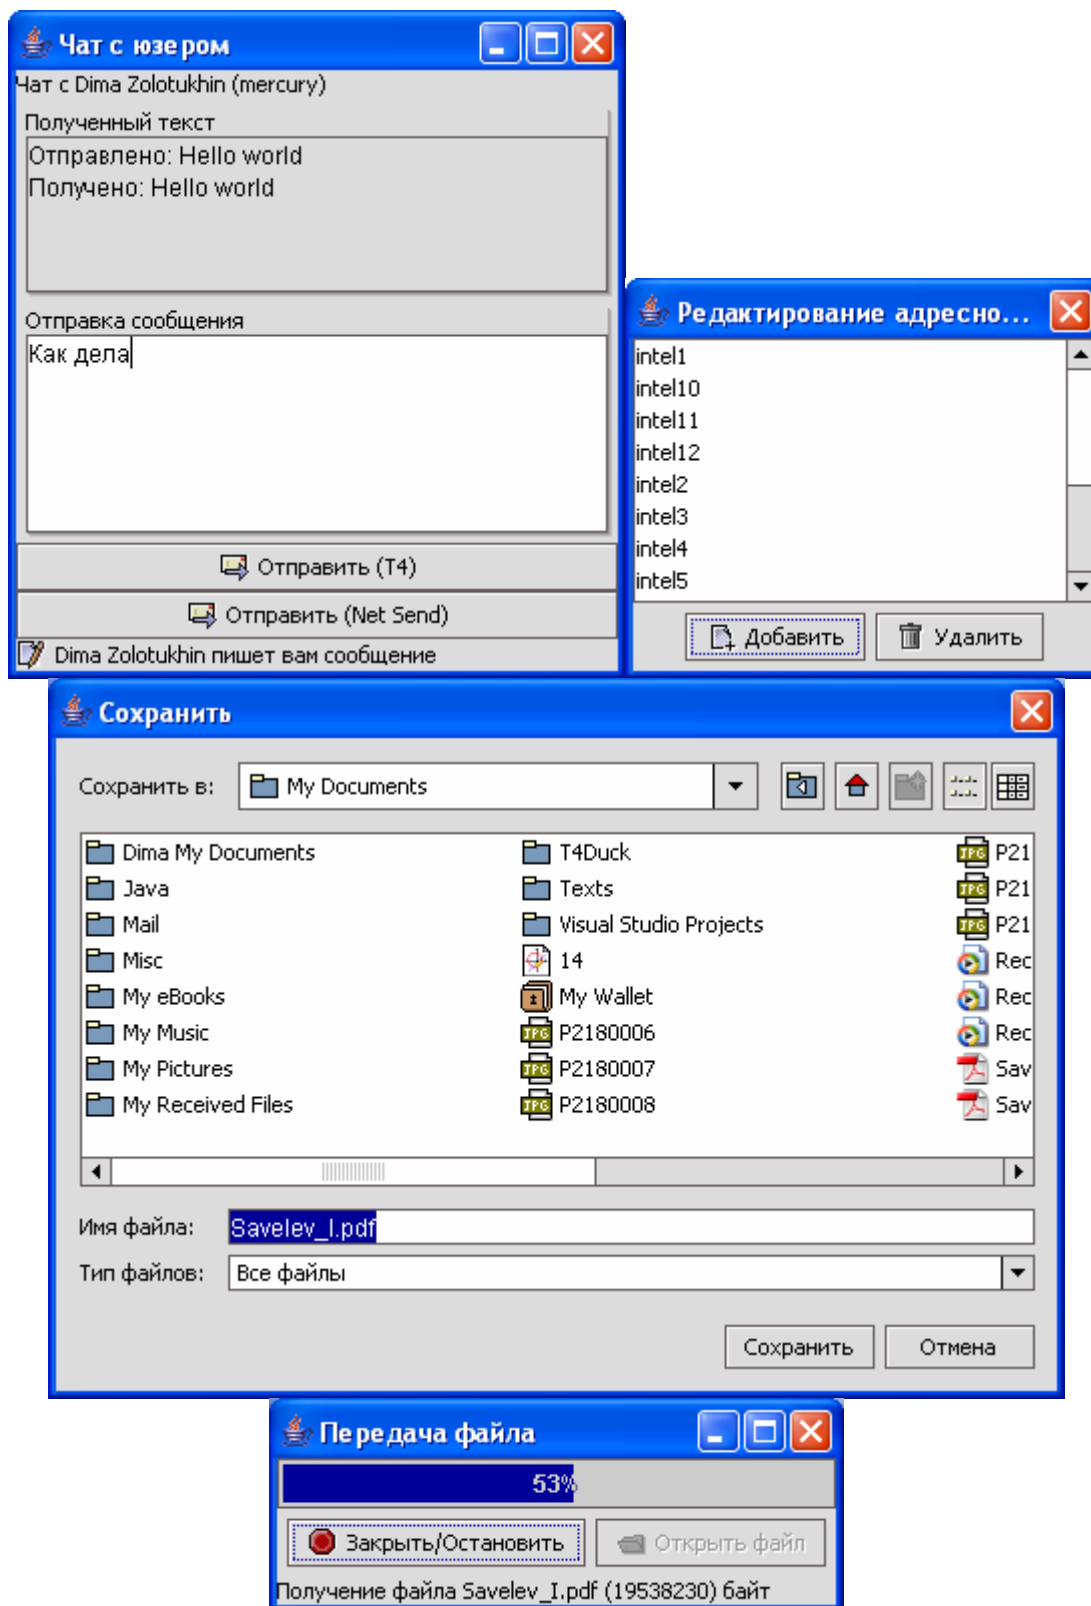 Чат с юзером
Чат с Dima Zolotukhin (mercury)
Полученный текст
Отправлено: Hello world
Получено: Hello world
Отправка сообщения
Как дела
Отправить (T4)
Отправить (Net Send)
Dima Zolotukhin пишет вам сообщение
Редактирование адресно...
intel1
intel10
intel11
intel12
intel2
intel3
intel4
intel5
Добавить Удалить
Сохранить
Сохранить в: My Documents
Dima My Documents T4Duck P21
Java Texts P21
Mail Visual Studio Projects P21
Misc 14 Rec
My eBooks My Wallet Rec
My Music P2180006 Rec
My Pictures P2180007 Sav
My Received Files P2180008 Sav
Имя файла: Savelev_I.pdf
Тип файлов: Все файлы
Сохранить Отмена
Передача файла
53%
Закрыть/Остановить Открыть файл
Получение файла Savelev_I.pdf (19538230) байт